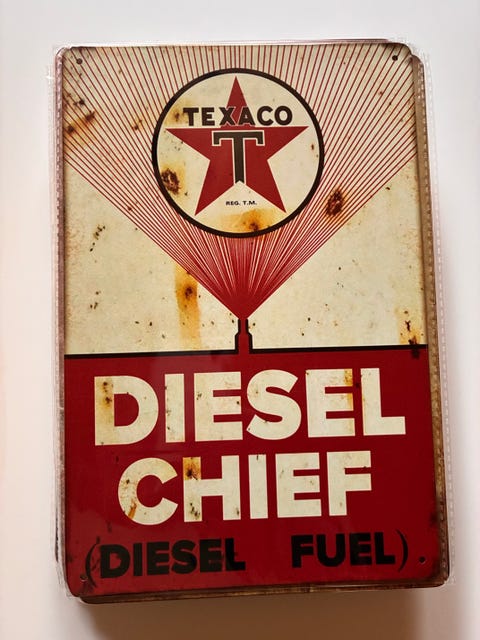 TEXACO
T
REG. T.M.
DIESEL
CHIEF
(DIESEL FUEL)